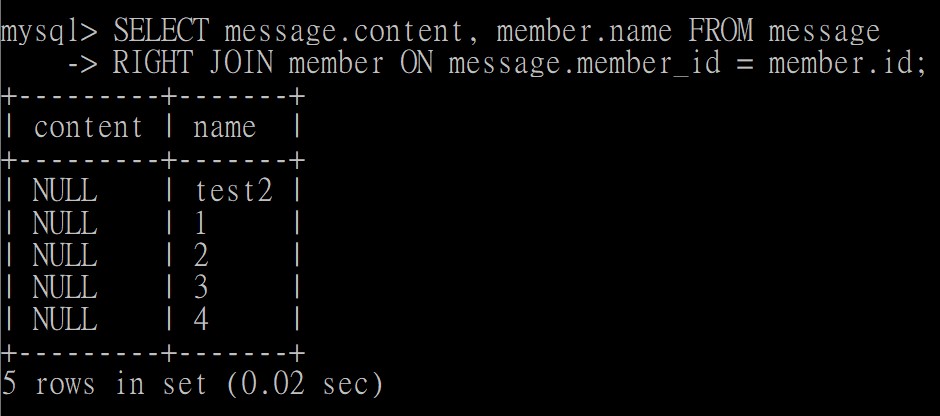 mysql> SELECT message.content, member.name FROM message
    -> RIGHT JOIN member ON message.member_id = member.id;
+---------+-------+
| content | name  |
+---------+-------+
| NULL    | test2 |
| NULL    | 1     |
| NULL    | 2     |
| NULL    | 3     |
| NULL    | 4     |
+---------+-------+
5 rows in set (0.02 sec)